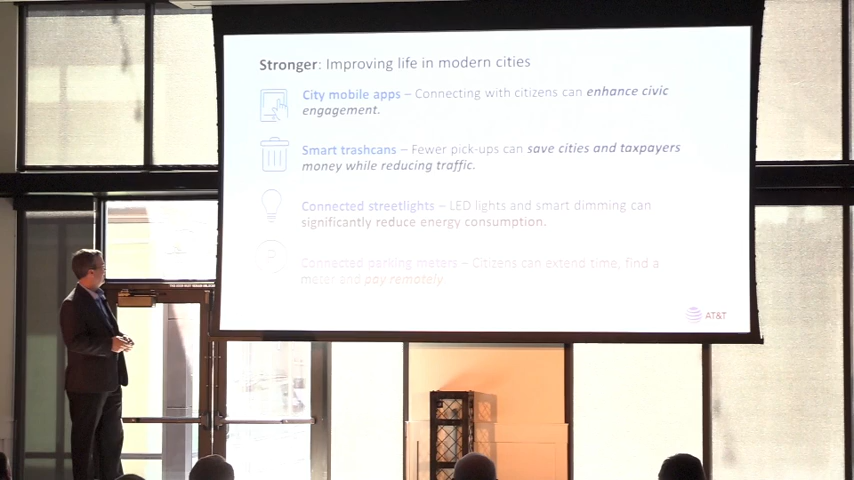 Stronger: Improving life in modern cities
City mobile apps – Connecting with citizens can enhance civic
engagement.
Smart trashcans – Fewer pick-ups can save cities and taxpayers
money while reducing traffic.
Connected streetlights – LED lights and smart dimming can
significantly reduce energy consumption.
Connected parking meters – Citizens can extend time, find a
meter and pay remotely
AT&T